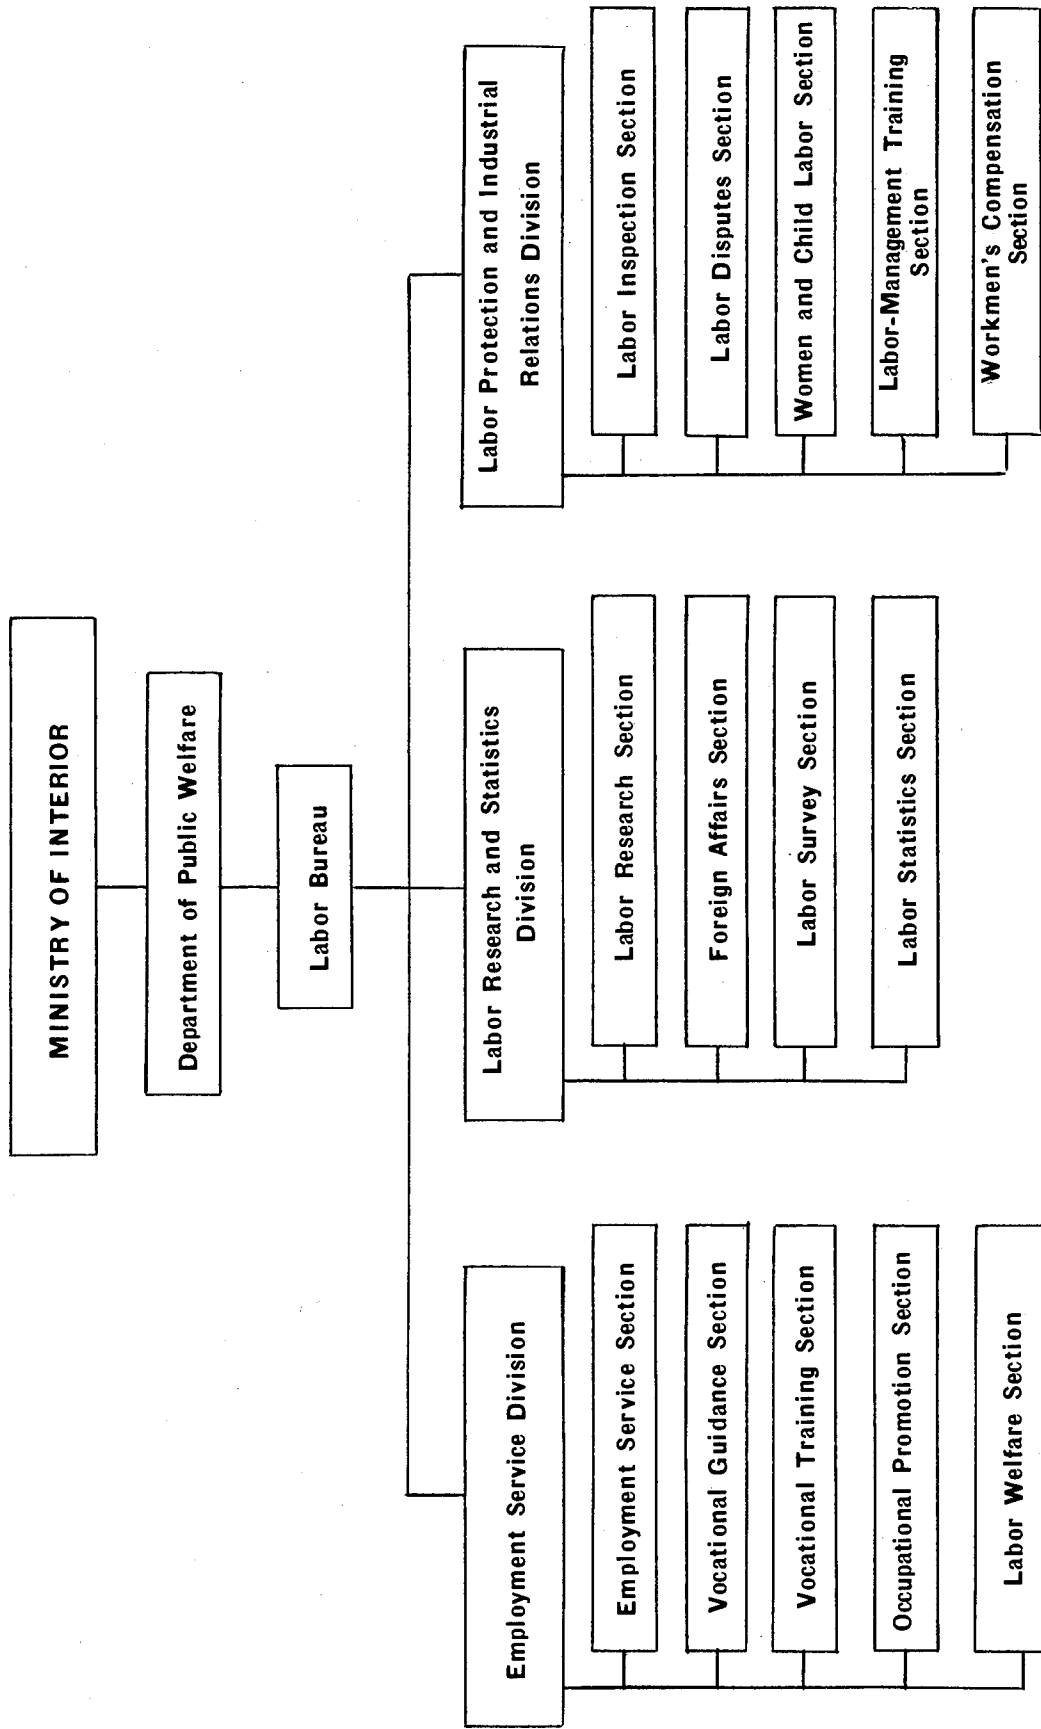 MINISTRY OF INTERIOR
Department of Public Welfare
Labor Bureau
Employment Service Division
Employment Service Section
Vocational Guidance Section
Vocational Training Section
Occupational Promotion Section
Labor Welfare Section
Labor Research and Statistics
Division
Labor Research Section
Foreign Affairs Section
Labor Survey Section
Labor Statistics Section
Labor Protection and Industrial
Relations Division
Labor Inspection Section
Labor Disputes Section
Women and Child Labor Section
Labor-Management Training
Section
Workmen's Compensation
Section